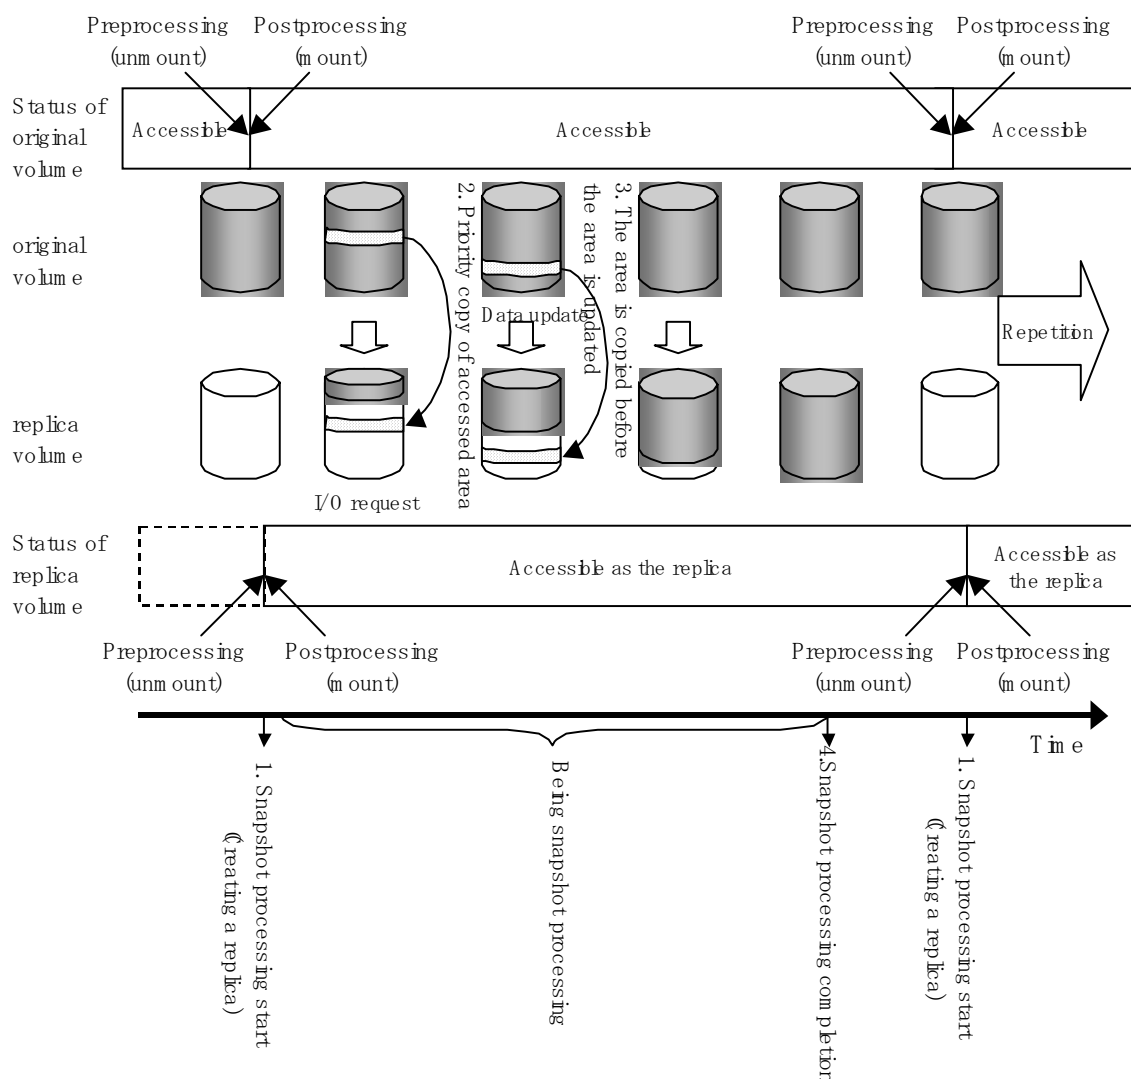 Preprocessing
(unmount)
Postprocessing
(mount)
Preprocessing
(unmount)
Postprocessing
(mount)
Status of
original
volume
Accessible
Accessible
Accessible
original
volume
2. Priority copy of accessed area
3. The area is copied before
the area is updated
Data update
Repetition
replica
volume
I/O request
Status of
replica
volume
Accessible as the replica
Accessible as
the replica
Preprocessing
(unmount)
Postprocessing
(mount)
Preprocessing
(unmount)
Postprocessing
(mount)
Time
1. Snapshot processing start
(Creating a replica)
Being snapshot processing
4.Snapshot processing completion
1. Snapshot processing start
(Creating a replica)